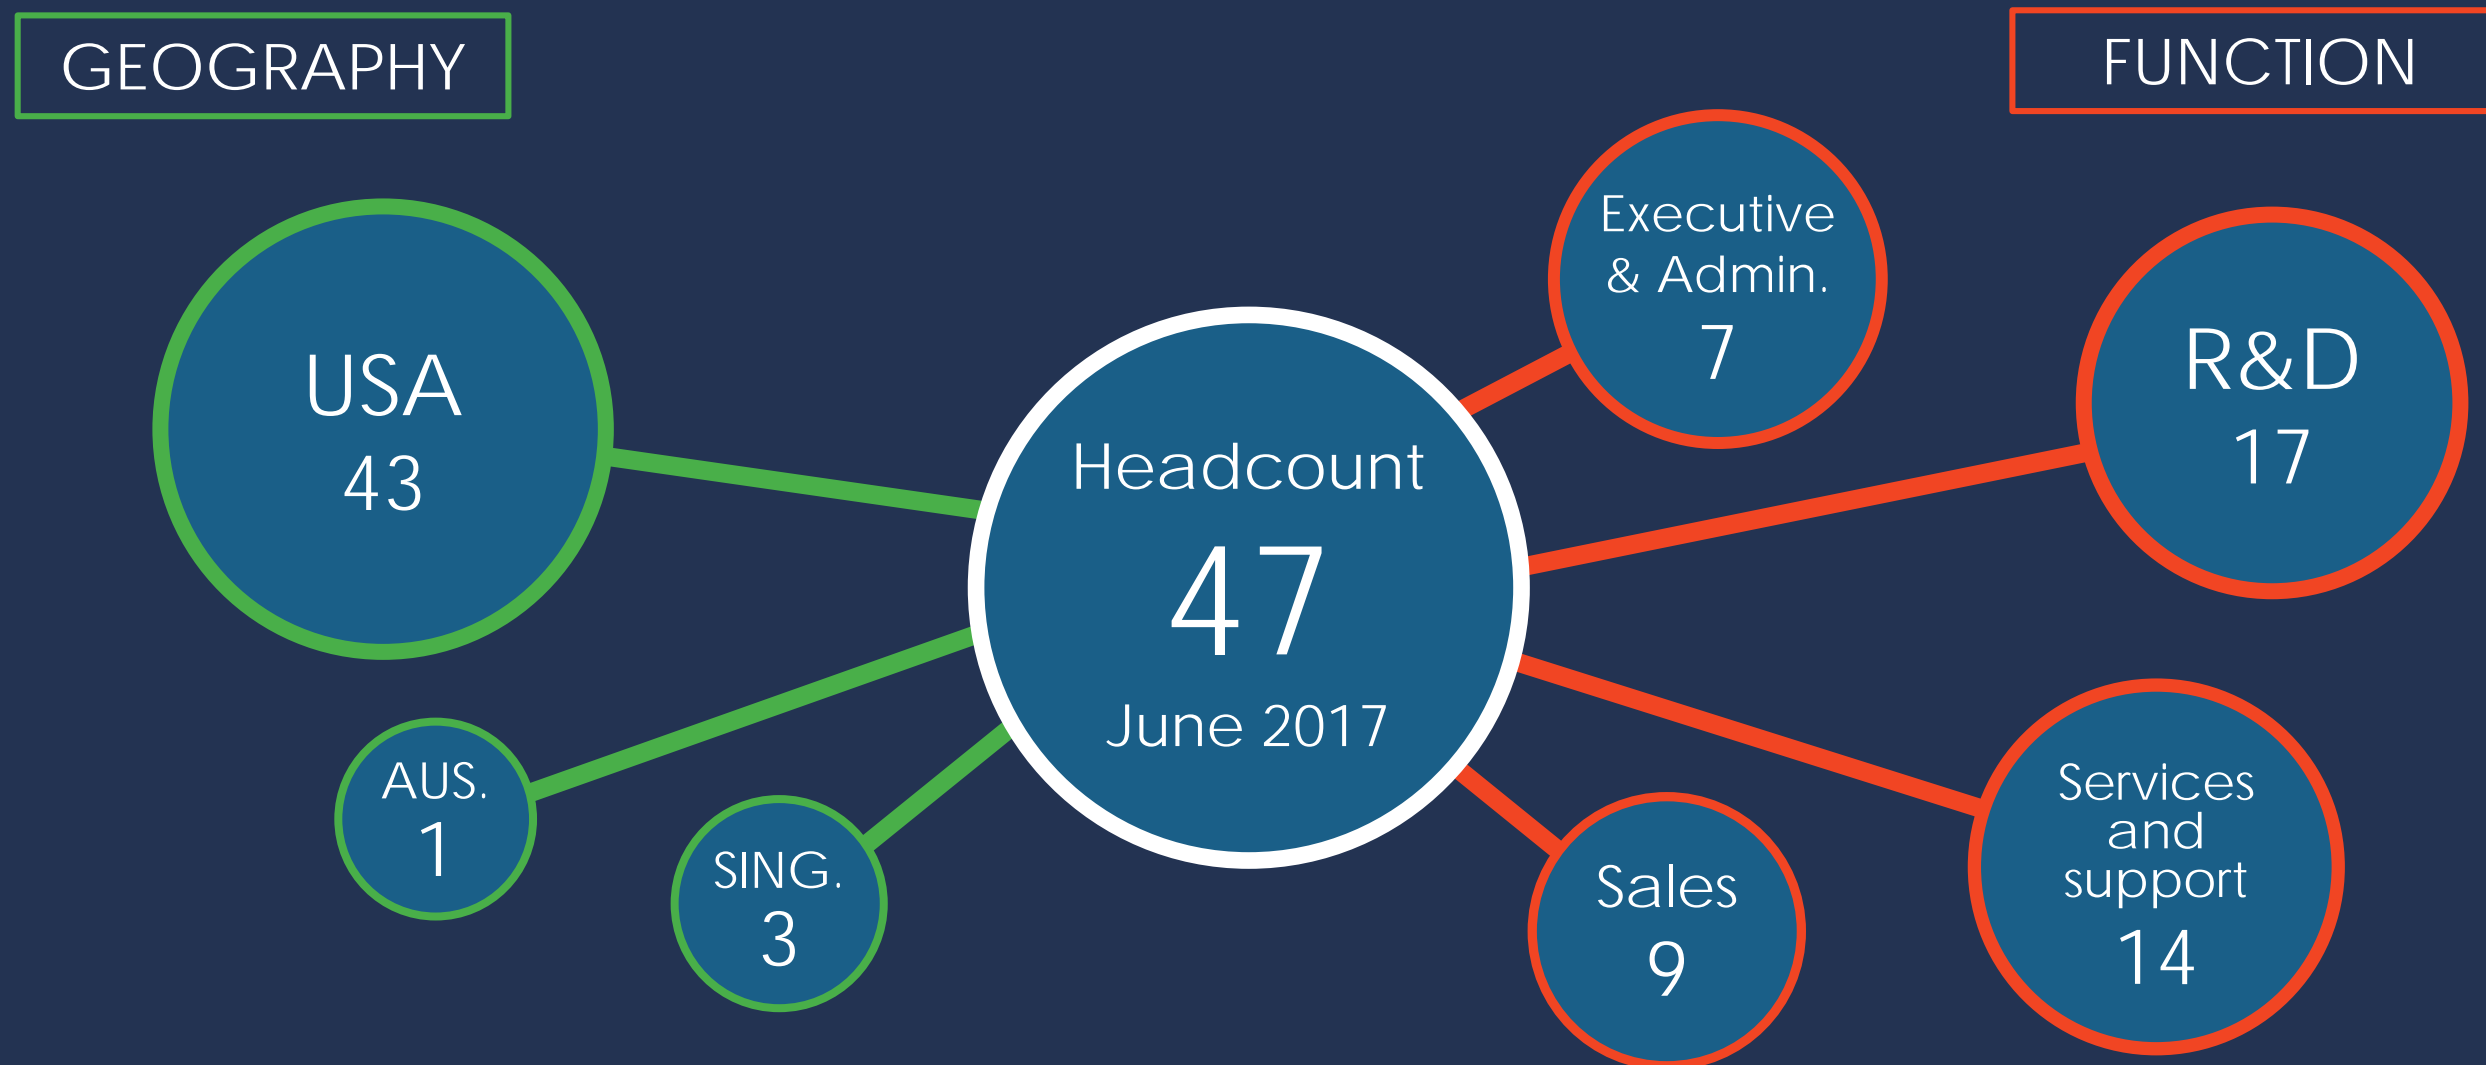 GEOGRAPHY
FUNCTION
USA
43
AUS.
1
SING.
3
Headcount
47
June 2017
Executive
& Admin.
7
R&D
17
Services
and
support
14
Sales
9